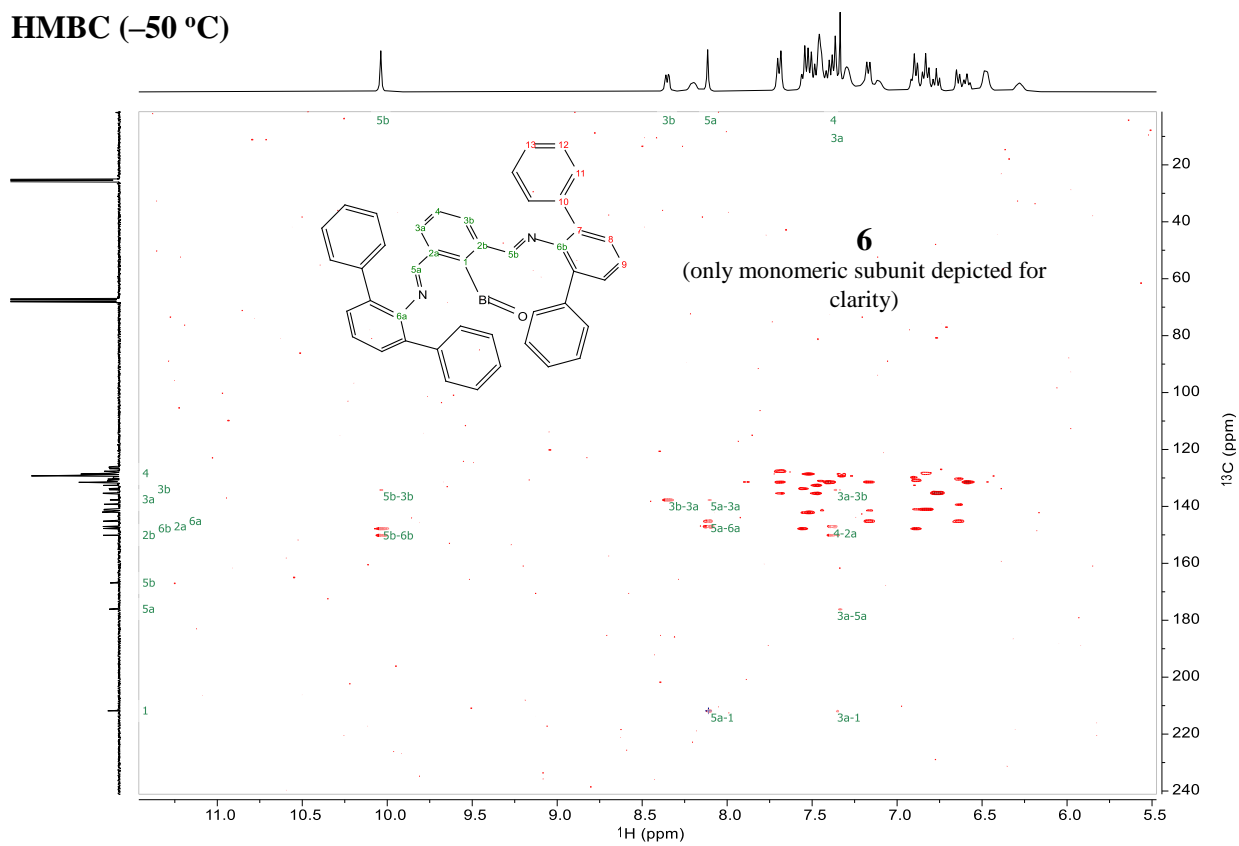 HMBC (–50 °C)
5b 3b 5a 4
3a
13 12
11
10
4
3b
3a
2b
N
7
8
6b
9
2a
5b
1
5a
N
Bi
O
6a
6
(only monomeric subunit depicted for
clarity)
4
3b
3a
6a
2a
6b
2b
5b
5a
1
5b-3b
3b-3a
5a-3a
3a-3b
5b-6b
5a-6a
4-2a
3a-5a
5a-1
3a-1
20
40
60
80
100
120
140
160
180
200
220
240
13C (ppm)
11.0 10.5 10.0 9.5 9.0 8.5 8.0 7.5 7.0 6.5 6.0 5.5
1H (ppm)